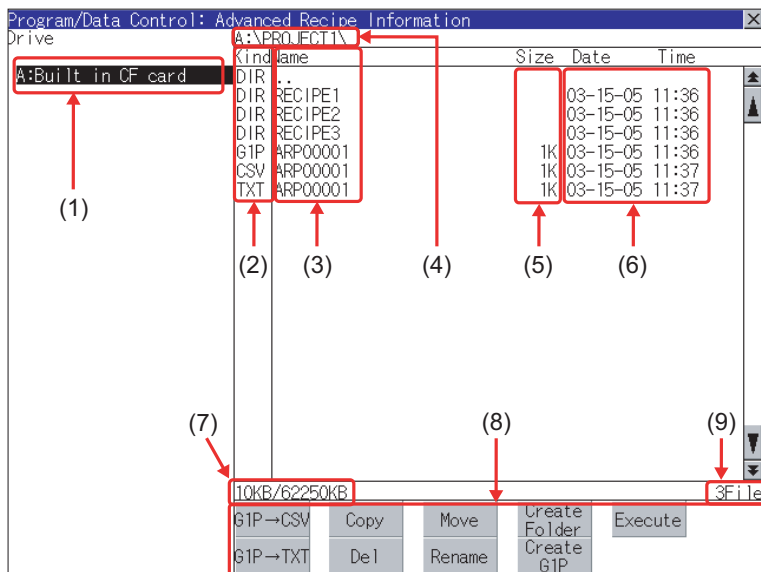 Program/Data Control: Advanced Recipe Information
Drive A:\PROJECT1\
Kind Name Size Date Time
A:Built in CF card
DIR ..
DIR RECIPE1 03-15-05 11:36
DIR RECIPE2 03-15-05 11:36
DIR RECIPE3 03-15-05 11:36
G1P ARP00001 1K 03-15-05 11:36
CSV ARP00001 1K 03-15-05 11:37
TXT ARP00001 1K 03-15-05 11:37
(1)
(2) (3) (4) (5) (6)
(7) (8) (9)
10KB/62250KB 3File
G1P→CSV Copy Move Create Folder Execute
G1P→TXT Del Rename Create G1P